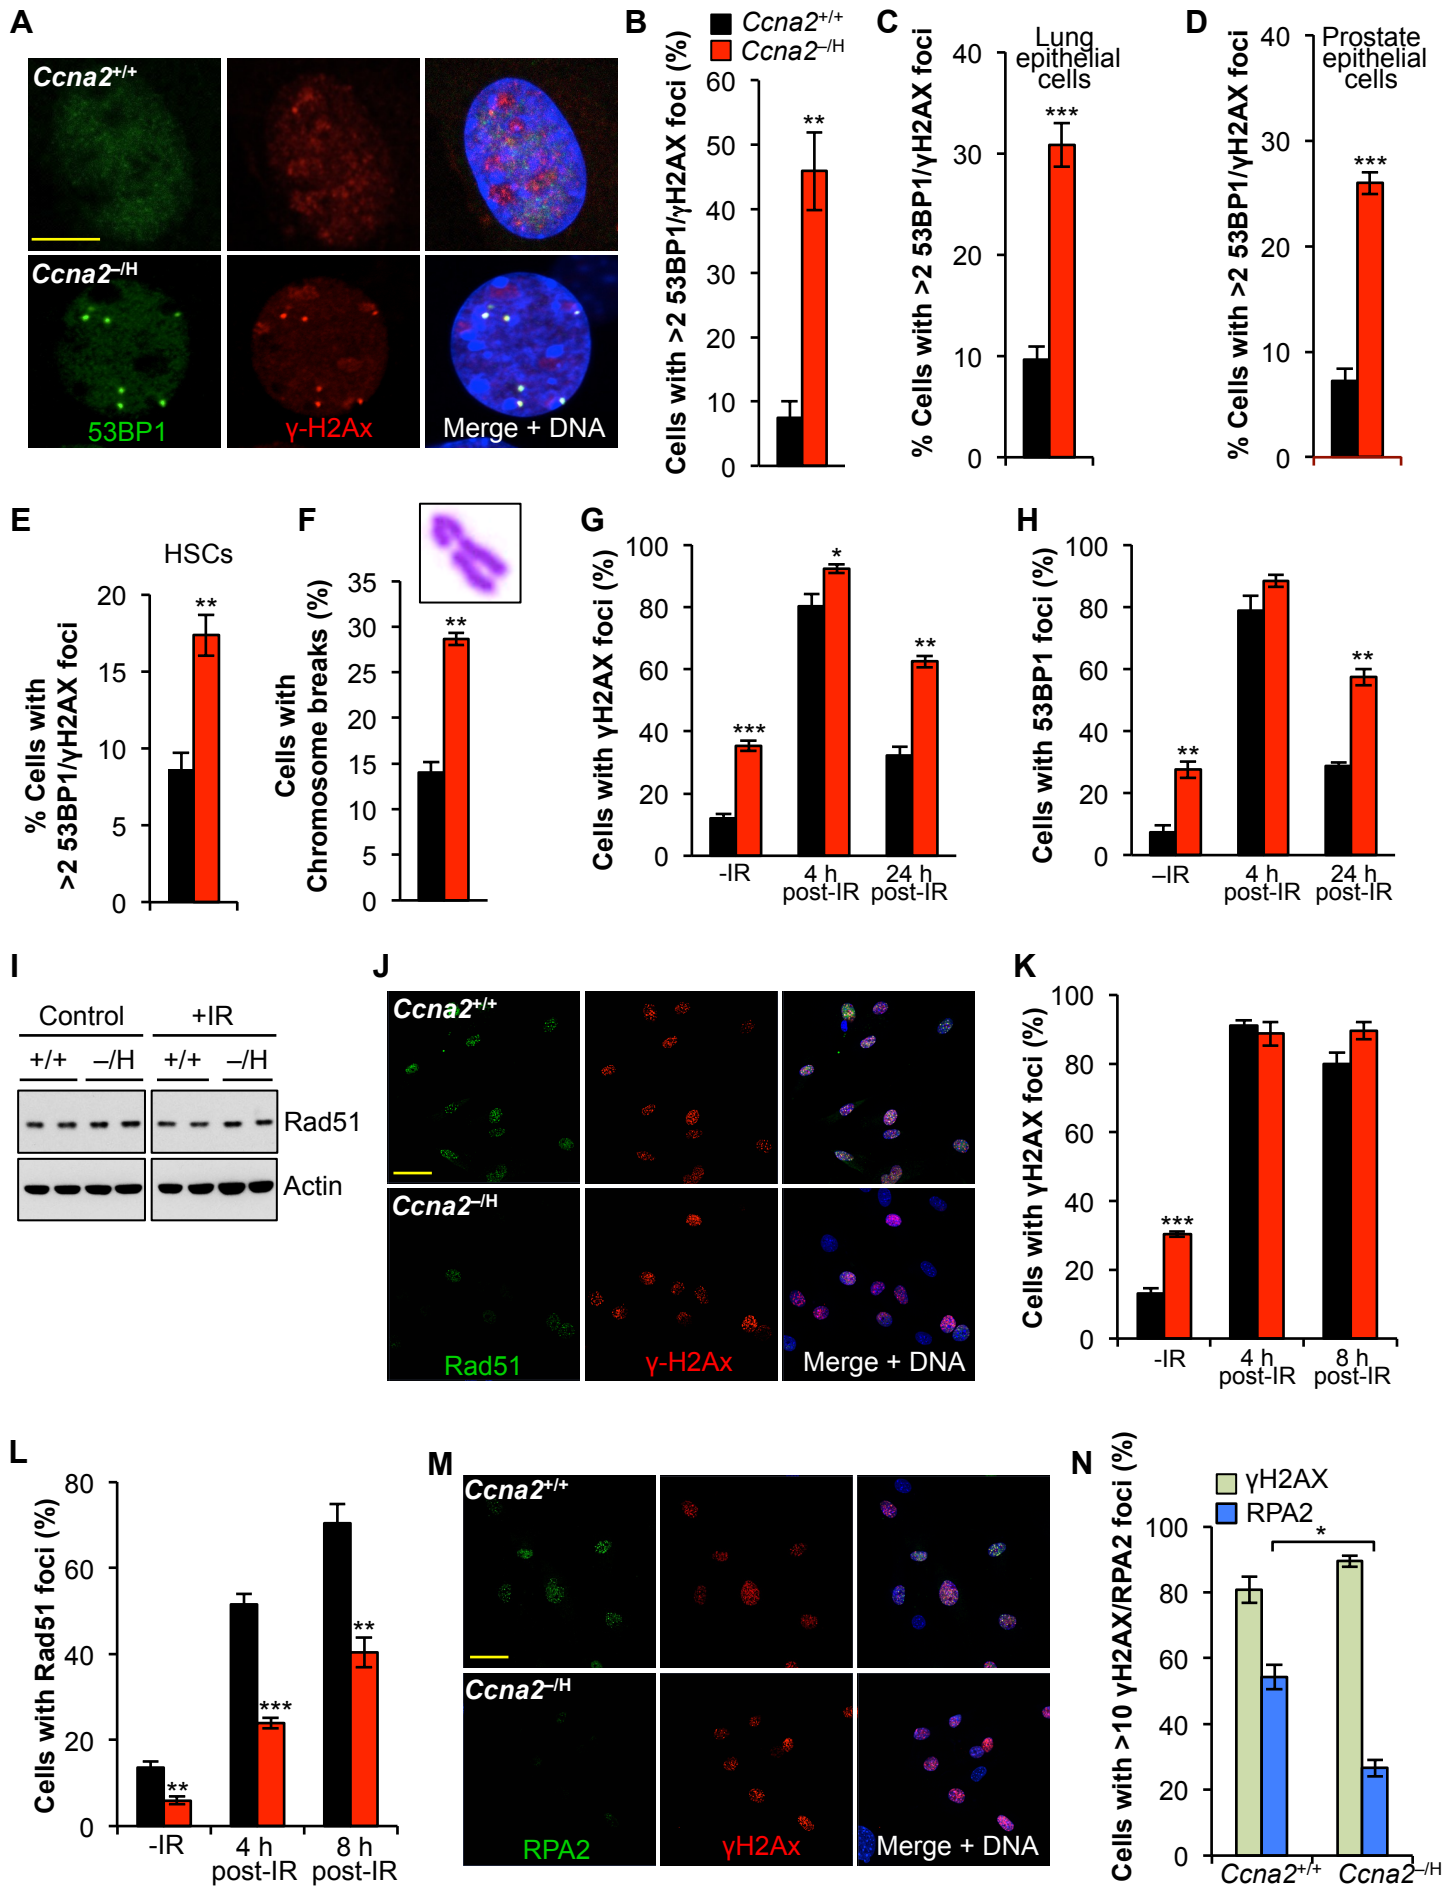 A
Ccna2+/+
Ccna2–/H
53BP1
γ-H2Ax
Merge + DNA
B
Ccna2+/+
Ccna2–/H
Cells with >2 53BP1/γH2AX foci (%)
60
50
40
30
20
10
0
**
C
% Cells with >2 53BP1/γH2AX foci
Lung
epithelial
cells
40
30
20
10
0
***
D
% Cells with >2 53BP1/γH2AX foci
Prostate
epithelial
cells
40
30
20
10
0
***
E
HSCs
% Cells with
>2 53BP1/γH2AX foci
20
15
10
5
0
**
F
Cells with
Chromosome breaks (%)
35
30
25
20
15
10
5
0
**
G
Cells with γH2AX foci (%)
100
80
60
40
20
0
***
*
**
-IR
4 h
post-IR
24 h
post-IR
H
Cells with 53BP1 foci (%)
100
80
60
40
20
0
**
**
–IR
4 h
post-IR
24 h
post-IR
I
Control
+IR
+/+
–/H
+/+
–/H
Rad51
Actin
J
Ccna2+/+
Ccna2–/H
Rad51
γ-H2Ax
Merge + DNA
K
Cells with γH2AX foci (%)
100
80
60
40
20
0
***
-IR
4 h
post-IR
8 h
post-IR
L
Cells with Rad51 foci (%)
80
60
40
20
0
**
***
**
-IR
4 h
post-IR
8 h
post-IR
M
Ccna2+/+
Ccna2–/H
RPA2
γH2Ax
Merge + DNA
N
γH2AX
RPA2
Cells with >10 γH2AX/RPA2 foci (%)
100
80
60
40
20
0
*
Ccna2+/+
Ccna2–/H